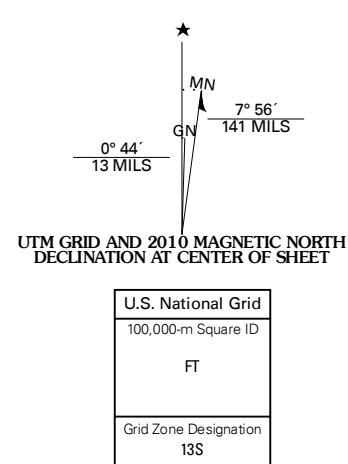 MN
GN
7° 56´
141 MILS
0° 44´
13 MILS
UTM GRID AND 2010 MAGNETIC NORTH
DECLINATION AT CENTER OF SHEET
U.S. National Grid
100,000-m Square ID
FT
Grid Zone Designation
13S